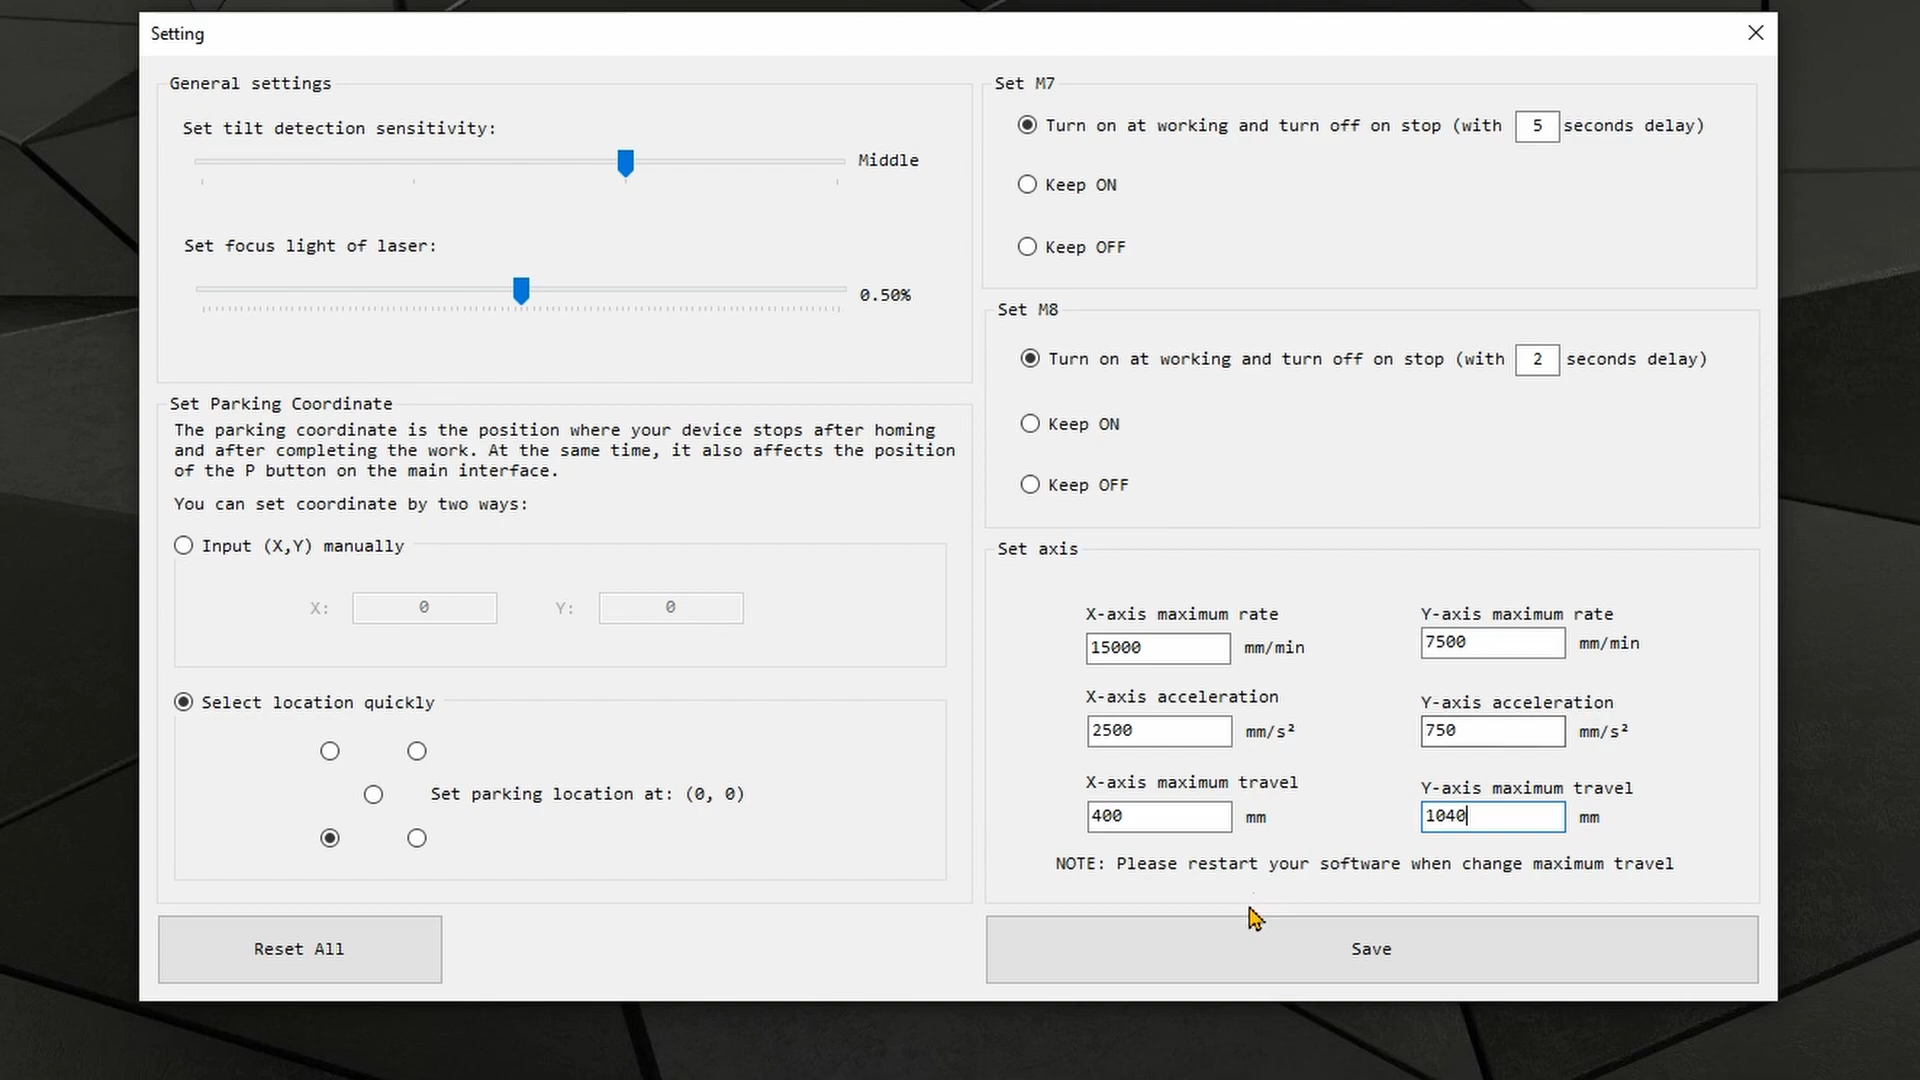 Setting
General settings
Set tilt detection sensitivity:
Middle
Set focus light of laser:
0.50%
Set Parking Coordinate
The parking coordinate is the position where your device stops after homing
and after completing the work. At the same time, it also affects the position
of the P button on the main interface.
You can set coordinate by two ways:
Input (X,Y) manually
X: 0 Y: 0
Select location quickly
Set parking location at: (0, 0)
Reset All
Set M7
Turn on at working and turn off on stop (with 5 seconds delay)
Keep ON
Keep OFF
Set M8
Turn on at working and turn off on stop (with 2 seconds delay)
Keep ON
Keep OFF
Set axis
X-axis maximum rate Y-axis maximum rate
15000 mm/min 7500 mm/min
X-axis acceleration Y-axis acceleration
2500 mm/s² 750 mm/s²
X-axis maximum travel Y-axis maximum travel
400 mm 1040 mm
NOTE: Please restart your software when change maximum travel
Save